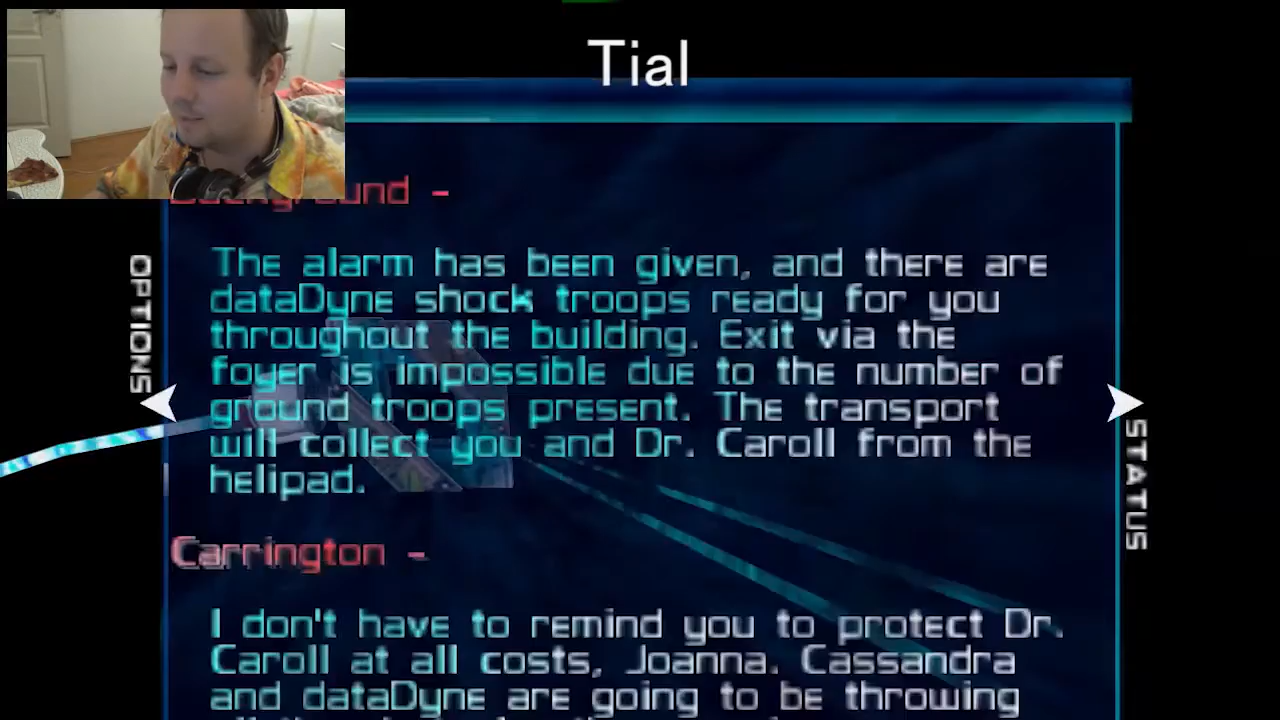 Tial
Background -
The alarm has been given, and there are
dataDyne shock troops ready for you
throughout the building. Exit via the
foyer is impossible due to the number of
ground troops present. The transport
will collect you and Dr. Caroll from the
helipad.
OPTIONS
STATUS
Carrington -
I don't have to remind you to protect Dr.
Caroll at all costs, Joanna. Cassandra
and dataDyne are going to be throwing